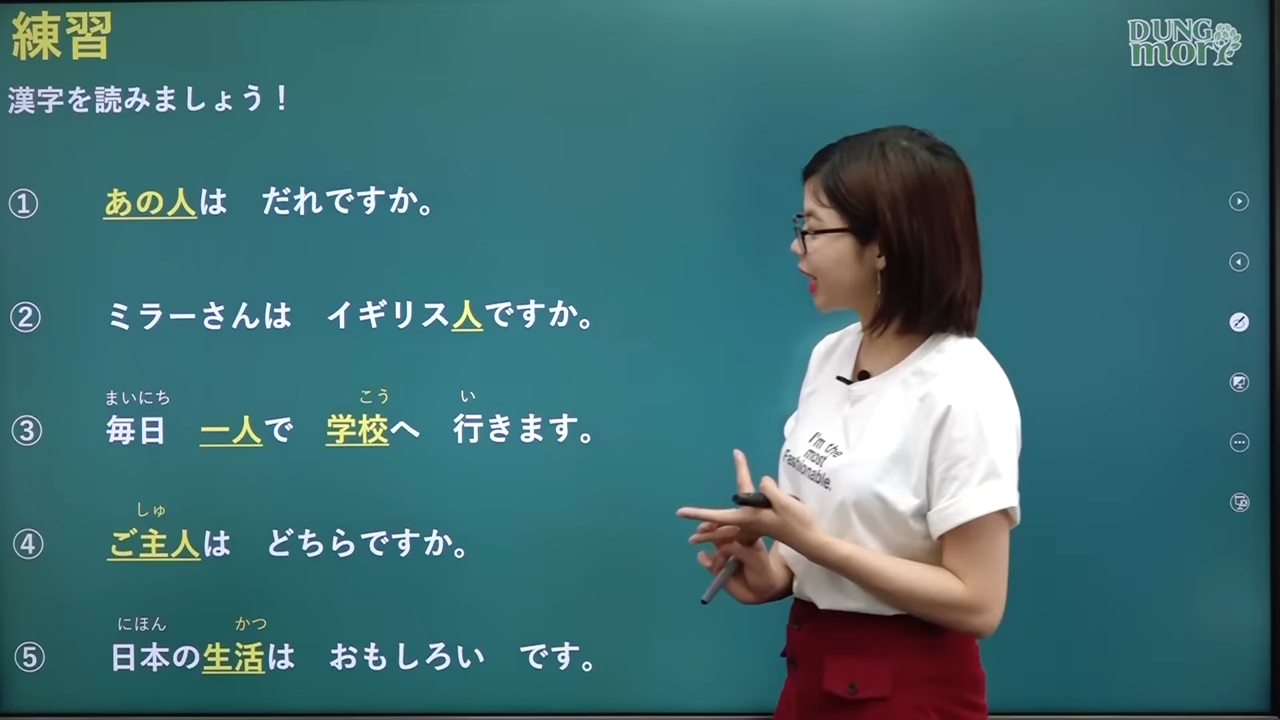 練習
DUNG
mori
漢字を読みましょう！
① あの人は　だれですか。
② ミラーさんは　イギリス人ですか。
まいにち　こう　い
③ 毎日　一人で　学校へ　行きます。
しゅ
④ ご主人は　どちらですか。
にほん　かつ
⑤ 日本の生活は　おもしろい　です。
I'm the
most
Fashionable.